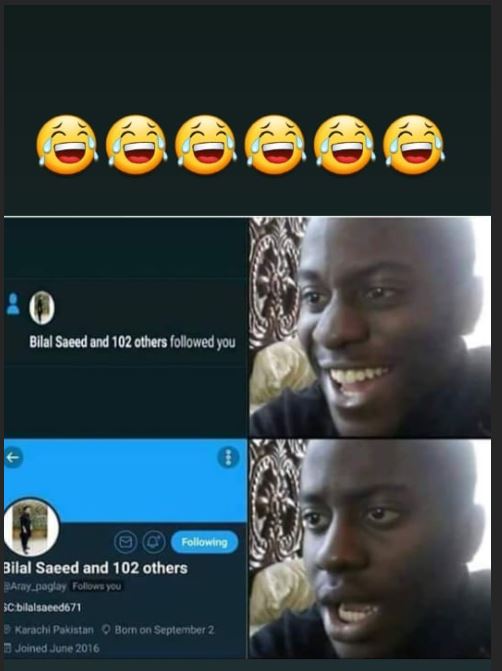 Bilal Saeed and 102 others followed you
Following
Bilal Saeed and 102 others
@Aray_paglay Follows you
SC:bilalsaeed671
Karachi Pakistan Born on September 2
Joined June 2016